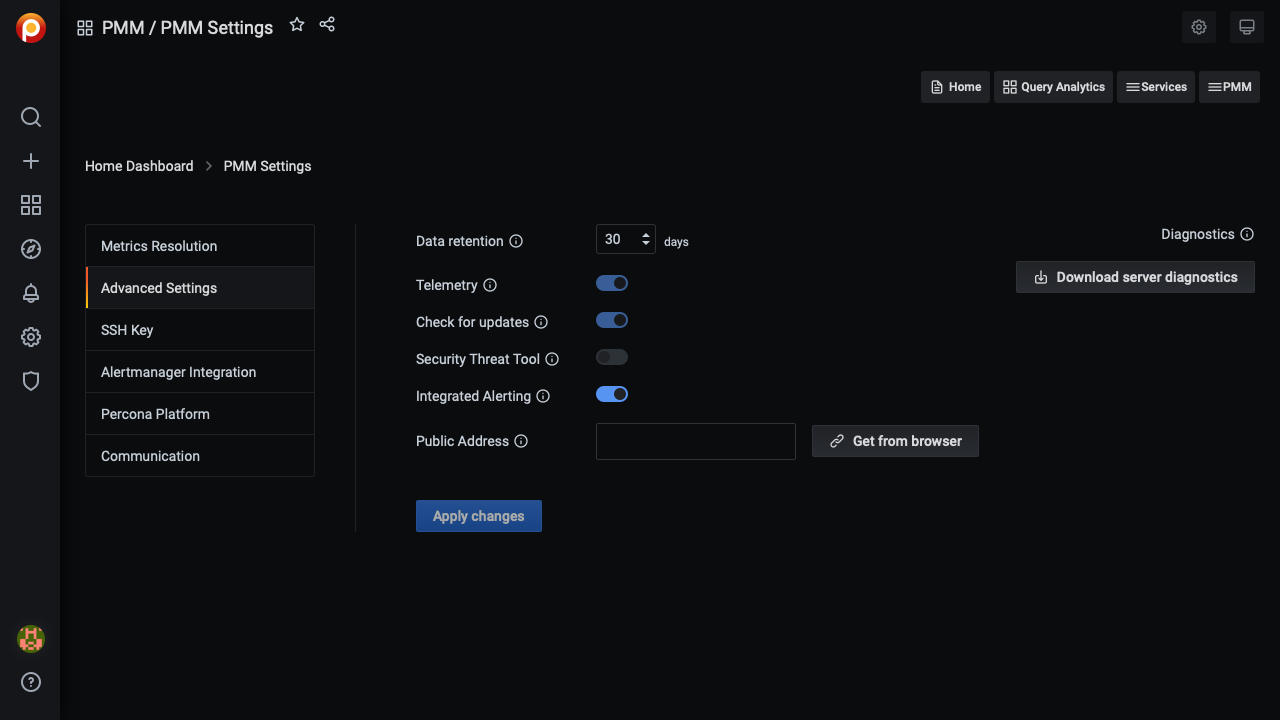 PMM / PMM Settings
Home
Query Analytics
Services
PMM
Home Dashboard
PMM Settings
Metrics Resolution
Advanced Settings
SSH Key
Alertmanager Integration
Percona Platform
Communication
Data retention
30
days
Telemetry
Check for updates
Security Threat Tool
Integrated Alerting
Public Address
Get from browser
Apply changes
Diagnostics
Download server diagnostics